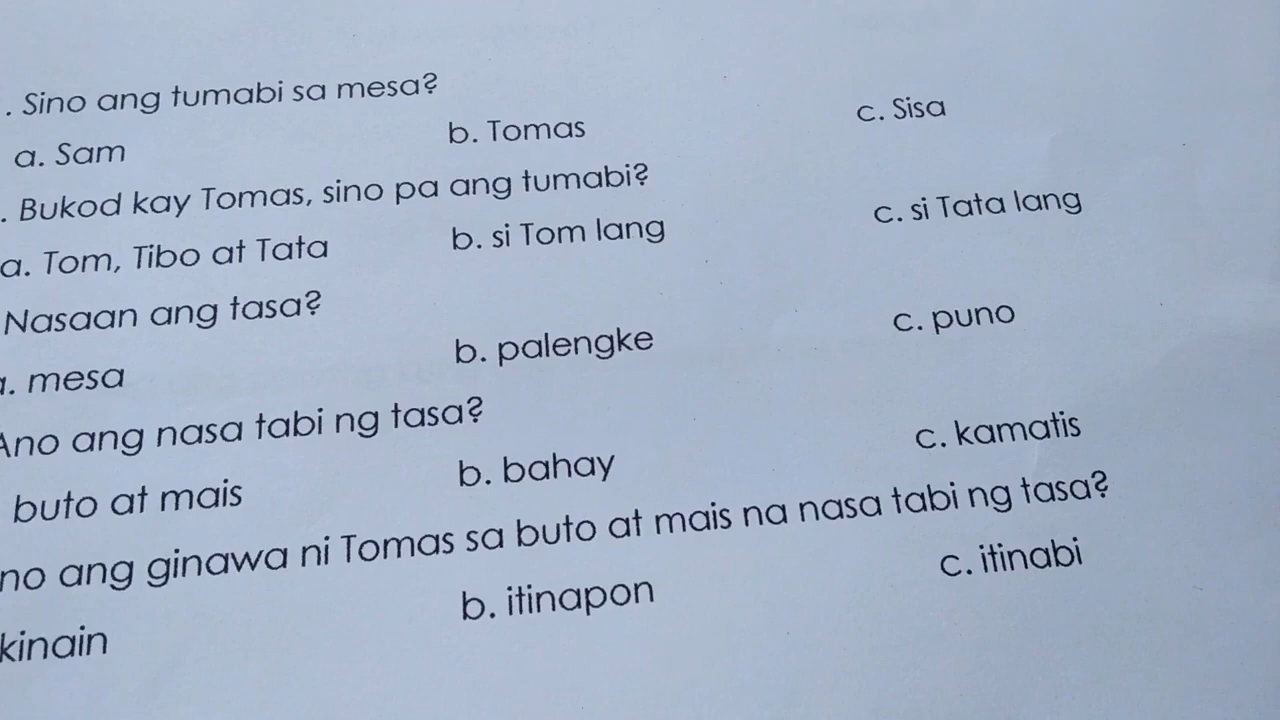 . Sino ang tumabi sa mesa?
a. Sam b. Tomas c. Sisa
. Bukod kay Tomas, sino pa ang tumabi?
a. Tom, Tibo at Tata b. si Tom lang c. si Tata lang
Nasaan ang tasa?
a. mesa b. palengke c. puno
Ano ang nasa tabi ng tasa?
buto at mais b. bahay c. kamatis
no ang ginawa ni Tomas sa buto at mais na nasa tabi ng tasa?
kinain b. itinapon c. itinabi